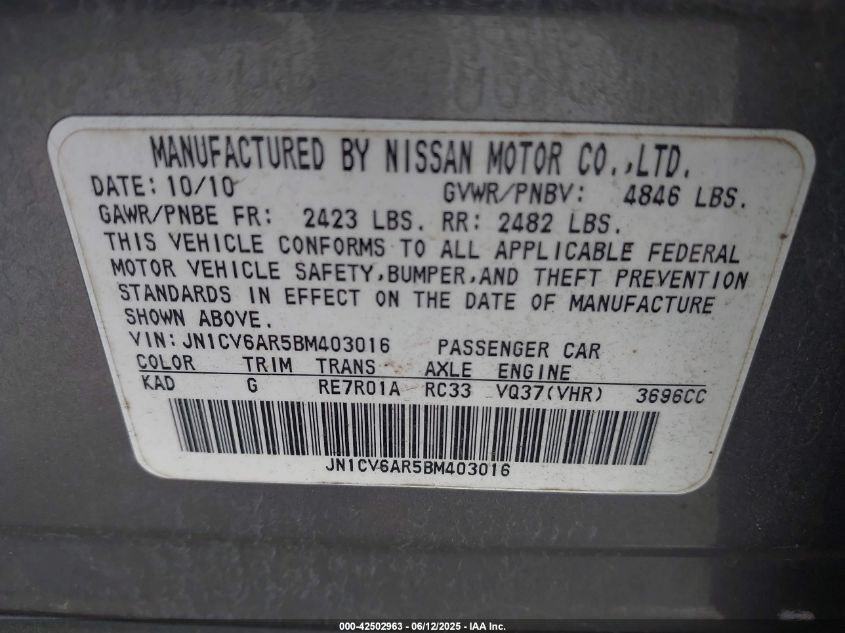 MANUFACTURED BY NISSAN MOTOR CO.,LTD.
DATE: 10/10 GVWR/PNBV: 4846 LBS.
GAWR/PNBE FR: 2423 LBS. RR: 2482 LBS.
THIS VEHICLE CONFORMS TO ALL APPLICABLE FEDERAL
MOTOR VEHICLE SAFETY,BUMPER,AND THEFT PREVENTION
STANDARDS IN EFFECT ON THE DATE OF MANUFACTURE
SHOWN ABOVE.
VIN: JN1CV6AR5BM403016 PASSENGER CAR
COLOR TRIM TRANS AXLE ENGINE
KAD G RE7R01A RC33 VQ37(VHR) 3696CC
JN1CV6AR5BM403016
000-42502963 - 06/12/2025 - IAA Inc.